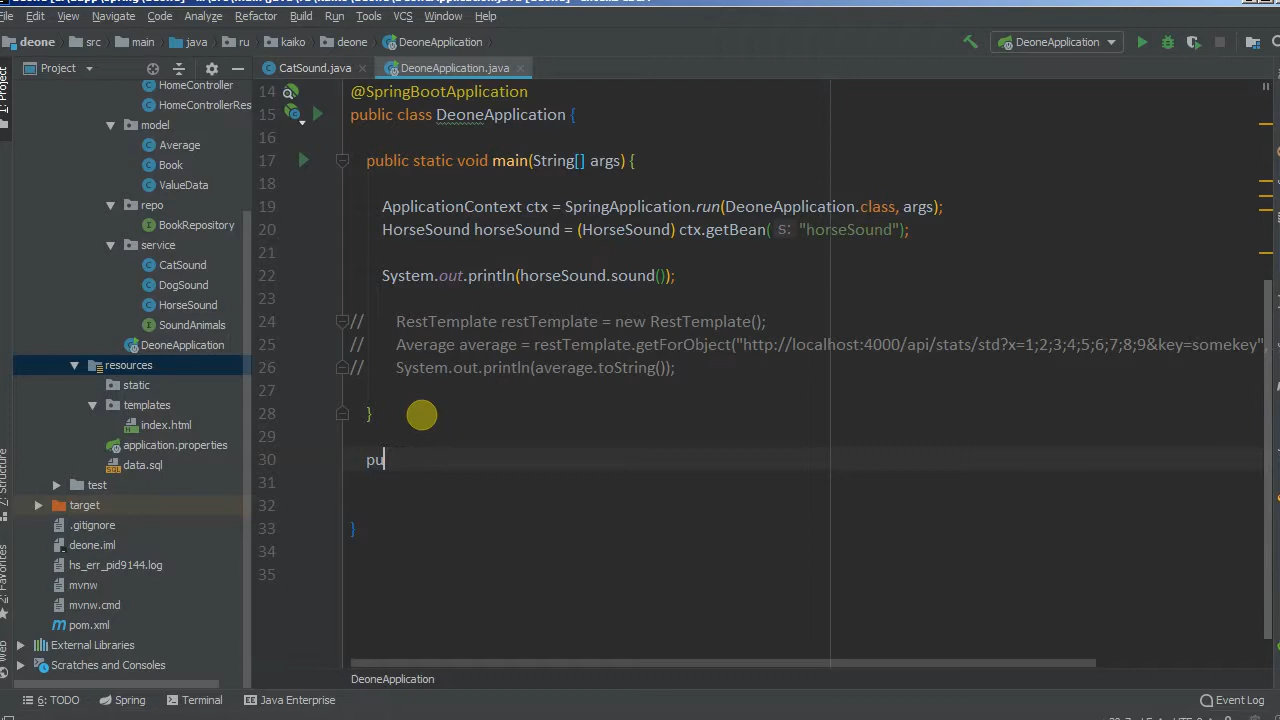 File Edit View Navigate Code Analyze Refactor Build Run Tools VCS Window Help
deone src main java ru kaiko deone DeoneApplication DeoneApplication
Project CatSound.java DeoneApplication.java
1: Project
HomeController
HomeControllerRes
model
Average
Book
ValueData
repo
BookRepository
service
CatSound
DogSound
HorseSound
SoundAnimals
DeoneApplication
resources
static
templates
index.html
application.properties
data.sql
test
target
.gitignore
deone.iml
hs_err_pid9144.log
mvnw
mvnw.cmd
pom.xml
External Libraries
Scratches and Consoles
14 @SpringBootApplication
15 public class DeoneApplication {
16
17 public static void main(String[] args) {
18
19 ApplicationContext ctx = SpringApplication.run(DeoneApplication.class, args);
20 HorseSound horseSound = (HorseSound) ctx.getBean( s: "horseSound");
21
22 System.out.println(horseSound.sound());
23
24 // RestTemplate restTemplate = new RestTemplate();
25 // Average average = restTemplate.getForObject("http://localhost:4000/api/stats/std?x=1;2;3;4;5;6;7;8;9&key=somekey",
26 // System.out.println(average.toString());
27
28 }
29
30 pu
31
32
33 }
34
35
DeoneApplication
Z: Structure
2: Favorites
Web
6: TODO Spring Terminal Java Enterprise Event Log